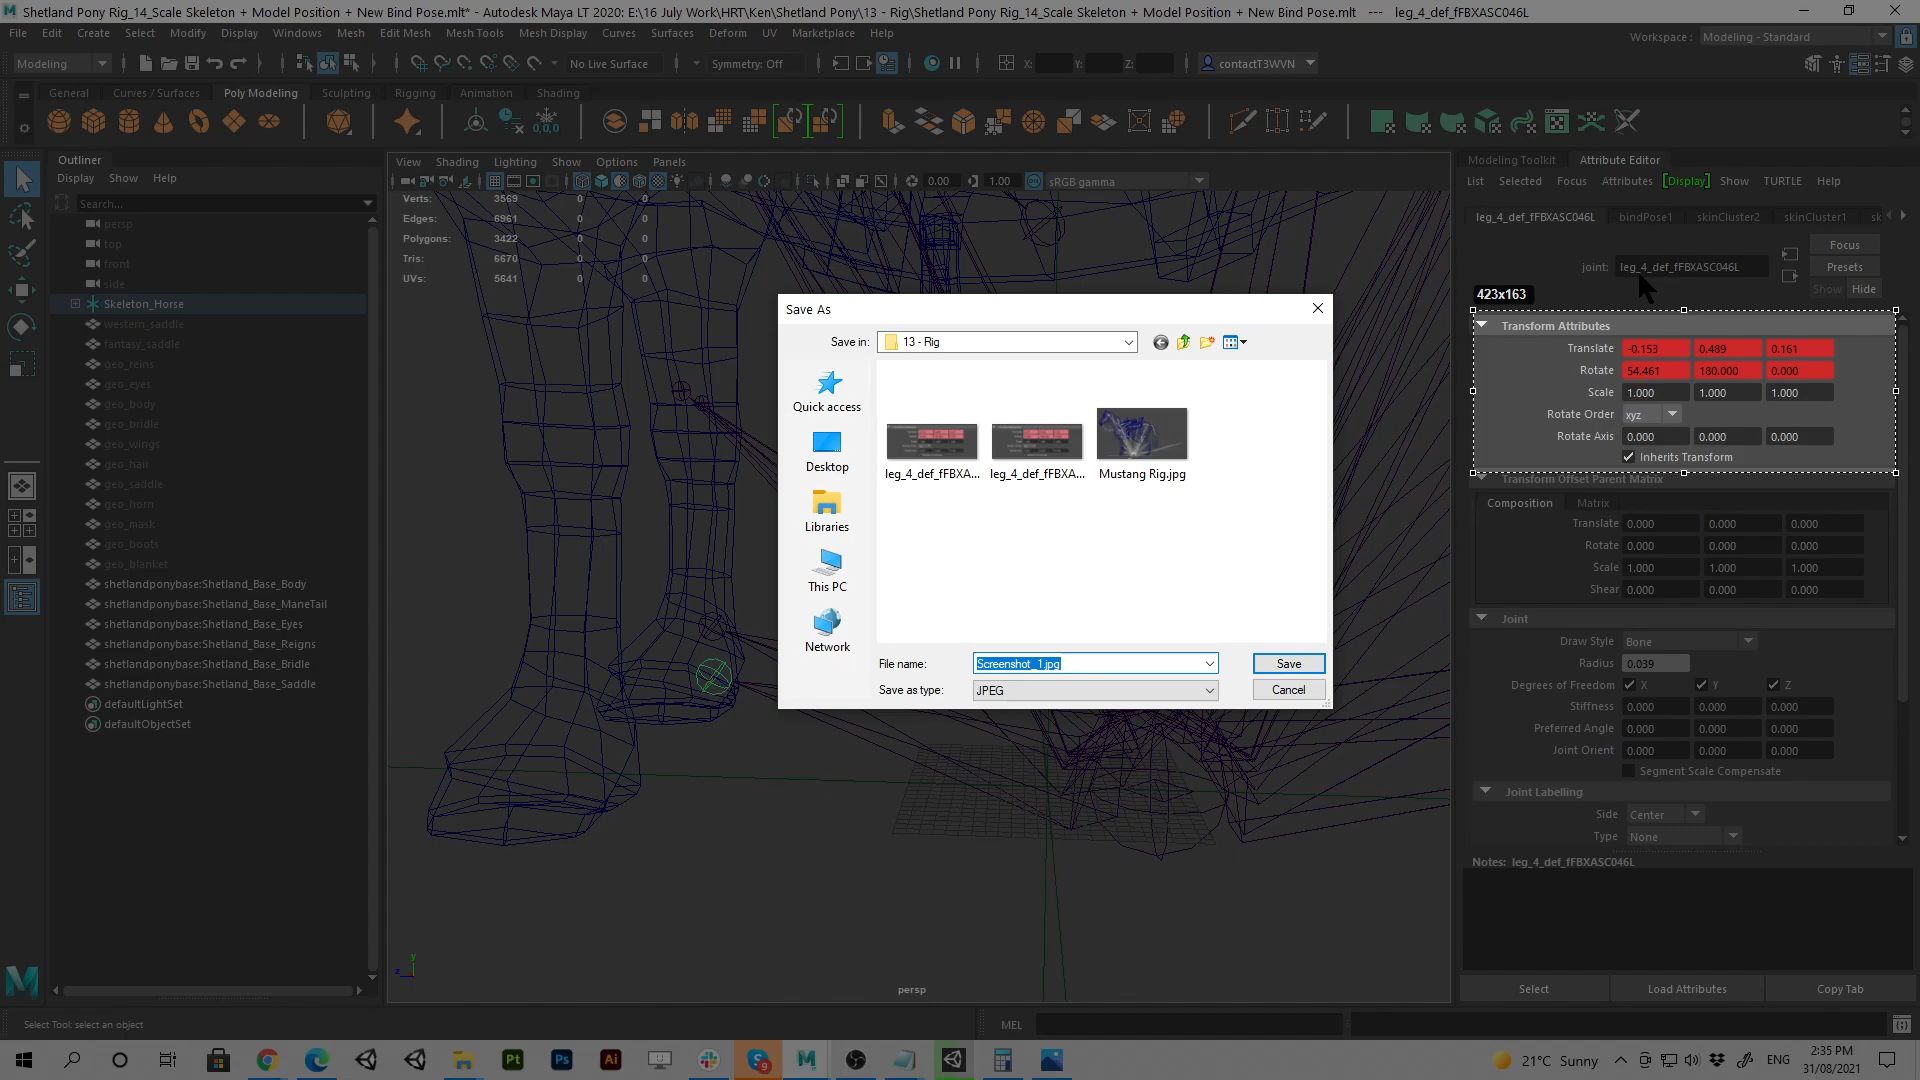 Shetland Pony Rig_14_Scale Skeleton + Model Position + New Bind Pose.mlt* - Autodesk Maya LT 2020: E:\16 July Work\HRT\Ken\Shetland Pony\13 - Rig\Shetland Pony Rig_14_Scale Skeleton + Model Position + New Bind Pose.mlt --- leg_4_def_fFBXASC046L
File Edit Create Select Modify Display Windows Mesh Edit Mesh Mesh Tools Mesh Display Curves Surfaces Deform UV Marketplace Help
Workspace : Modeling - Standard
Modeling No Live Surface Symmetry: Off X: Y: Z: contactT3WVN
General Curves / Surfaces Poly Modeling Sculpting Rigging Animation Shading
0,0,0
Outliner
Display Show Help
Search...
persp
top
front
side
Skeleton_Horse
western_saddle
fantasy_saddle
geo_reins
geo_eyes
geo_body
geo_bridle
geo_wings
geo_hair
geo_saddle
geo_horn
geo_mask
geo_boots
geo_blanket
shetlandponybase:Shetland_Base_Body
shetlandponybase:Shetland_Base_ManeTail
shetlandponybase:Shetland_Base_Eyes
shetlandponybase:Shetland_Base_Reigns
shetlandponybase:Shetland_Base_Bridle
shetlandponybase:Shetland_Base_Saddle
defaultLightSet
defaultObjectSet
View Shading Lighting Show Options Panels
0.00 1.00 sRGB gamma
Verts: 3569 0 0
Edges: 6961 0 0
Polygons: 3422 0 0
Tris: 6670 0 0
UVs: 5641 0 0
persp
y
z
Save As
Save in: 13 - Rig
Quick access
Desktop
Libraries
This PC
Network
leg_4_def_fFBXA... leg_4_def_fFBXA... Mustang Rig.jpg
File name: Screenshot_1.jpg Save
Save as type: JPEG Cancel
Modeling Toolkit Attribute Editor
List Selected Focus Attributes Display Show TURTLE Help
leg_4_def_fFBXASC046L bindPose1 skinCluster2 skinCluster1 sk
joint: leg_4_def_fFBXASC046L
Focus
Presets
Show Hide
423x163
Transform Attributes
Translate -0.153 0.489 0.161
Rotate 54.461 180.000 0.000
Scale 1.000 1.000 1.000
Rotate Order xyz
Rotate Axis 0.000 0.000 0.000
Inherits Transform
Transform Offset Parent Matrix
Composition Matrix
Translate 0.000 0.000 0.000
Rotate 0.000 0.000 0.000
Scale 1.000 1.000 1.000
Shear 0.000 0.000 0.000
Joint
Draw Style Bone
Radius 0.039
Degrees of Freedom X Y Z
Stiffness 0.000 0.000 0.000
Preferred Angle 0.000 0.000 0.000
Joint Orient 0.000 0.000 0.000
Segment Scale Compensate
Joint Labelling
Side Center
Type None
Notes: leg_4_def_fFBXASC046L
Select Load Attributes Copy Tab
Select Tool: select an object
MEL
Pt Ps Ai 9 M
21°C Sunny ENG 2:35 PM
31/08/2021